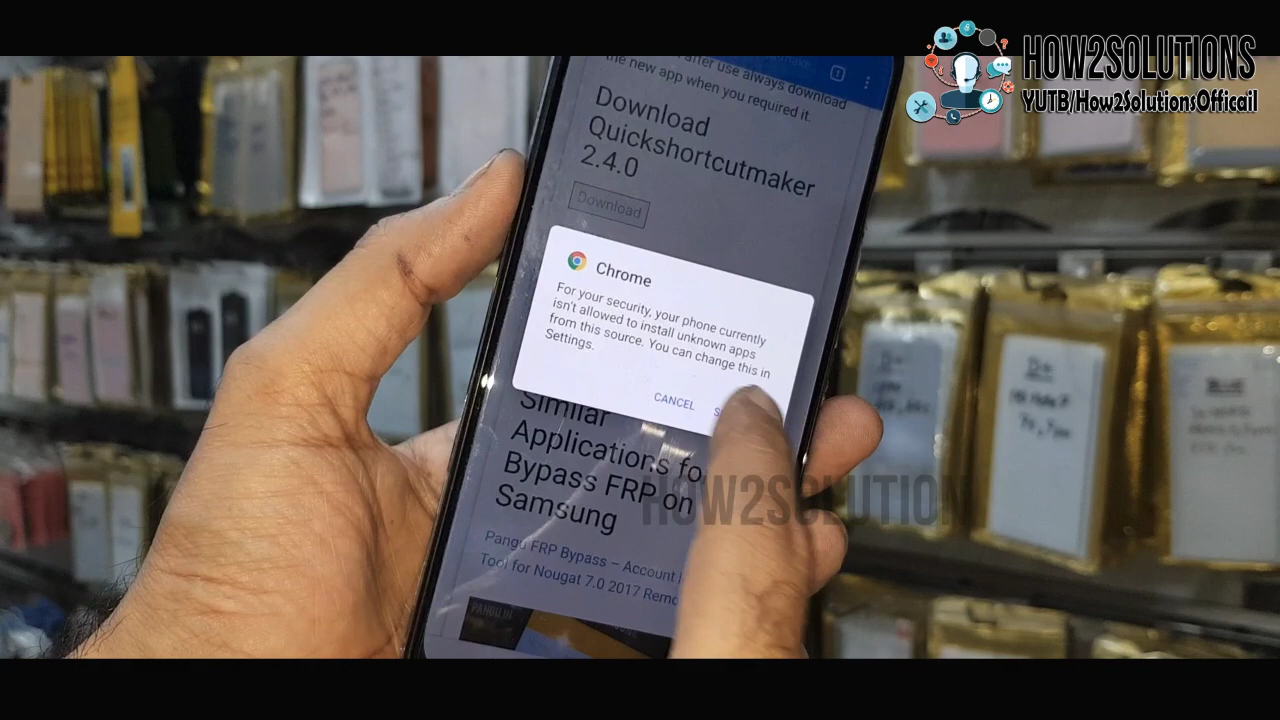 HOW2SOLUTIONS
YUTB/How2SolutionsOfficail
after use always download
the new app when you required it.
Download
Quickshortcutmaker
2.4.0
Download
Chrome
For your security, your phone currently
isn't allowed to install unknown apps
from this source. You can change this in
Settings.
CANCEL
Similar
Applications fo
Bypass FRP on
Samsung
HOW2SOLUTION
Pangu FRP Bypass – Account
Tool for Nougat 7.0 2017 Remo